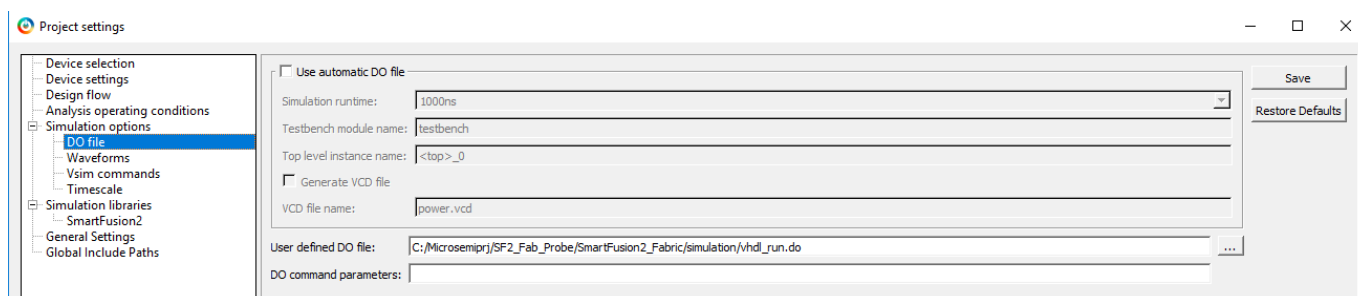 Project settings
Device selection
Device settings
Design flow
Analysis operating conditions
Simulation options
DO file
Waveforms
Vsim commands
Timescale
Simulation libraries
SmartFusion2
General Settings
Global Include Paths
Use automatic DO file
Simulation runtime: 1000ns
Testbench module name: testbench
Top level instance name: <top>_0
Generate VCD file
VCD file name: power.vcd
User defined DO file: C:/Microsemiprj/SF2_Fab_Probe/SmartFusion2_Fabric/simulation/vhdl_run.do ...
DO command parameters:
Save
Restore Defaults